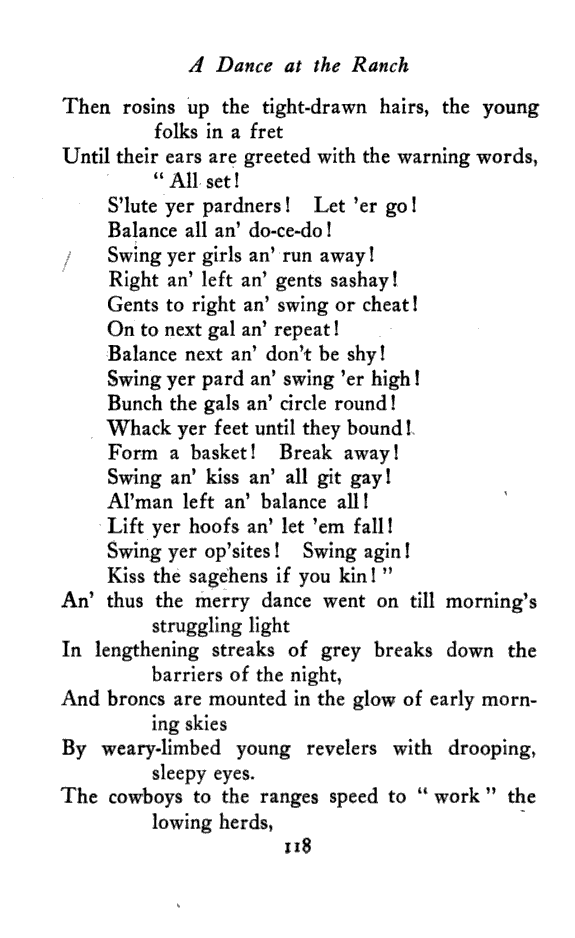 A Dance at the Ranch
Then rosins up the tight-drawn hairs, the young
folks in a fret
Until their ears are greeted with the warning words,
“ All set!
S'lute yer pardners! Let 'er go!
Balance all an' do-ce-do!
Swing yer girls an' run away!
Right an' left an' gents sashay!
Gents to right an' swing or cheat!
On to next gal an' repeat!
Balance next an' don't be shy!
Swing yer pard an' swing 'er high!
Bunch the gals an' circle round!
Whack yer feet until they bound!
Form a basket! Break away!
Swing an' kiss an' all git gay!
Al'man left an' balance all!
Lift yer hoofs an' let 'em fall!
Swing yer op'sites! Swing agin!
Kiss the sagehens if you kin! ”
An' thus the merry dance went on till morning's
struggling light
In lengthening streaks of grey breaks down the
barriers of the night,
And broncs are mounted in the glow of early morn-
ing skies
By weary-limbed young revelers with drooping,
sleepy eyes.
The cowboys to the ranges speed to “ work ” the
lowing herds,
118